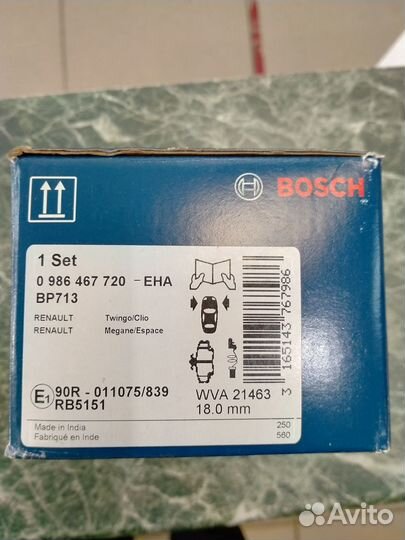 BOSCH
1 Set
0 986 467 720 - EHA
BP713
RENAULT Twingo/Clio
RENAULT Megane/Espace
3 165143 767986
E1 90R - 011075/839
RB5151
WVA 21463
18.0 mm
Made in India
Fabriqué en Inde
250
560
Avito